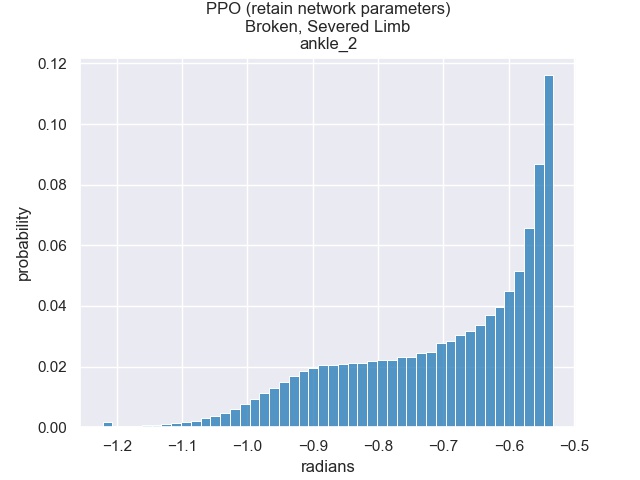 PPO (retain network parameters)
Broken, Severed Limb
ankle_2
0.12
0.10
0.08
0.06
0.04
0.02
0.00
probability
−1.2 −1.1 −1.0 −0.9 −0.8 −0.7 −0.6 −0.5
radians